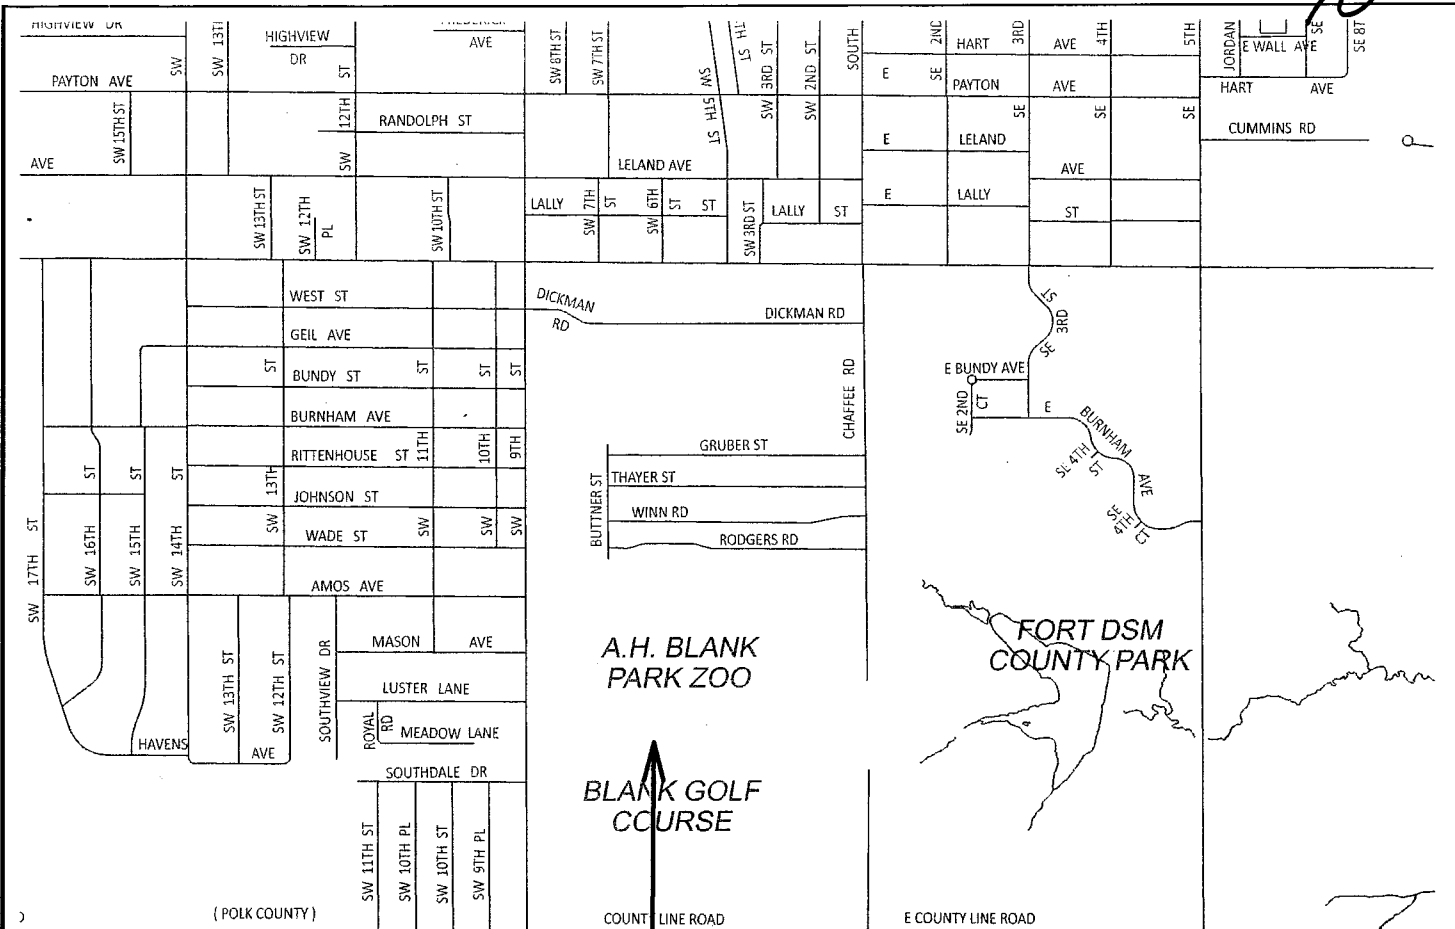 HIGHVIEW DR
SW
SW 13TH
HIGHVIEW
DR
ST
12TH
SW
AVE
SW 8TH ST
SW 7TH ST
SW
5TH ST
TH ST
SW 3RD ST
SW 2ND ST
SOUTH
2ND
SE
HART
3RD
SE
AVE
4TH
SE
5TH
SE
JORDAN
E WALL AVE
SE
SE 8T
HART
AVE
PAYTON AVE
E
PAYTON
AVE
SW 15TH ST
RANDOLPH ST
CUMMINS RD
AVE
LELAND AVE
E
LELAND
AVE
SW 13TH ST
SW 12TH
PL
SW 10TH ST
LALLY
SW 7TH
ST
SW 6TH
ST
ST
SW 3RD ST
LALLY
ST
E
LALLY
ST
WEST ST
DICKMAN
RD
DICKMAN RD
ST
3RD
SE
GEIL AVE
ST
BUNDY ST
ST
ST
ST
CHAFFEE RD
E BUNDY AVE
SE 2ND
CT
BURNHAM AVE
E
BURNHAM
AVE
RITTENHOUSE ST
11TH
10TH
9TH
GRUBER ST
SE 4TH
ST
ST
ST
ST
13TH
JOHNSON ST
BUTTNER ST
THAYER ST
WINN RD
SE
4TH
CT
SW 17TH ST
SW 16TH
SW 15TH
SW 14TH
SW
WADE ST
SW
SW
SW
RODGERS RD
AMOS AVE
A.H. BLANK
PARK ZOO
FORT DSM
COUNTY PARK
MASON AVE
SW 13TH ST
SW 12TH ST
SOUTHVIEW DR
LUSTER LANE
ROYAL
RD
MEADOW LANE
HAVENS
AVE
SOUTHDALE DR
BLANK GOLF
COURSE
SW 11TH ST
SW 10TH PL
SW 10TH ST
SW 9TH PL
( POLK COUNTY )
COUNTY LINE ROAD
E COUNTY LINE ROAD